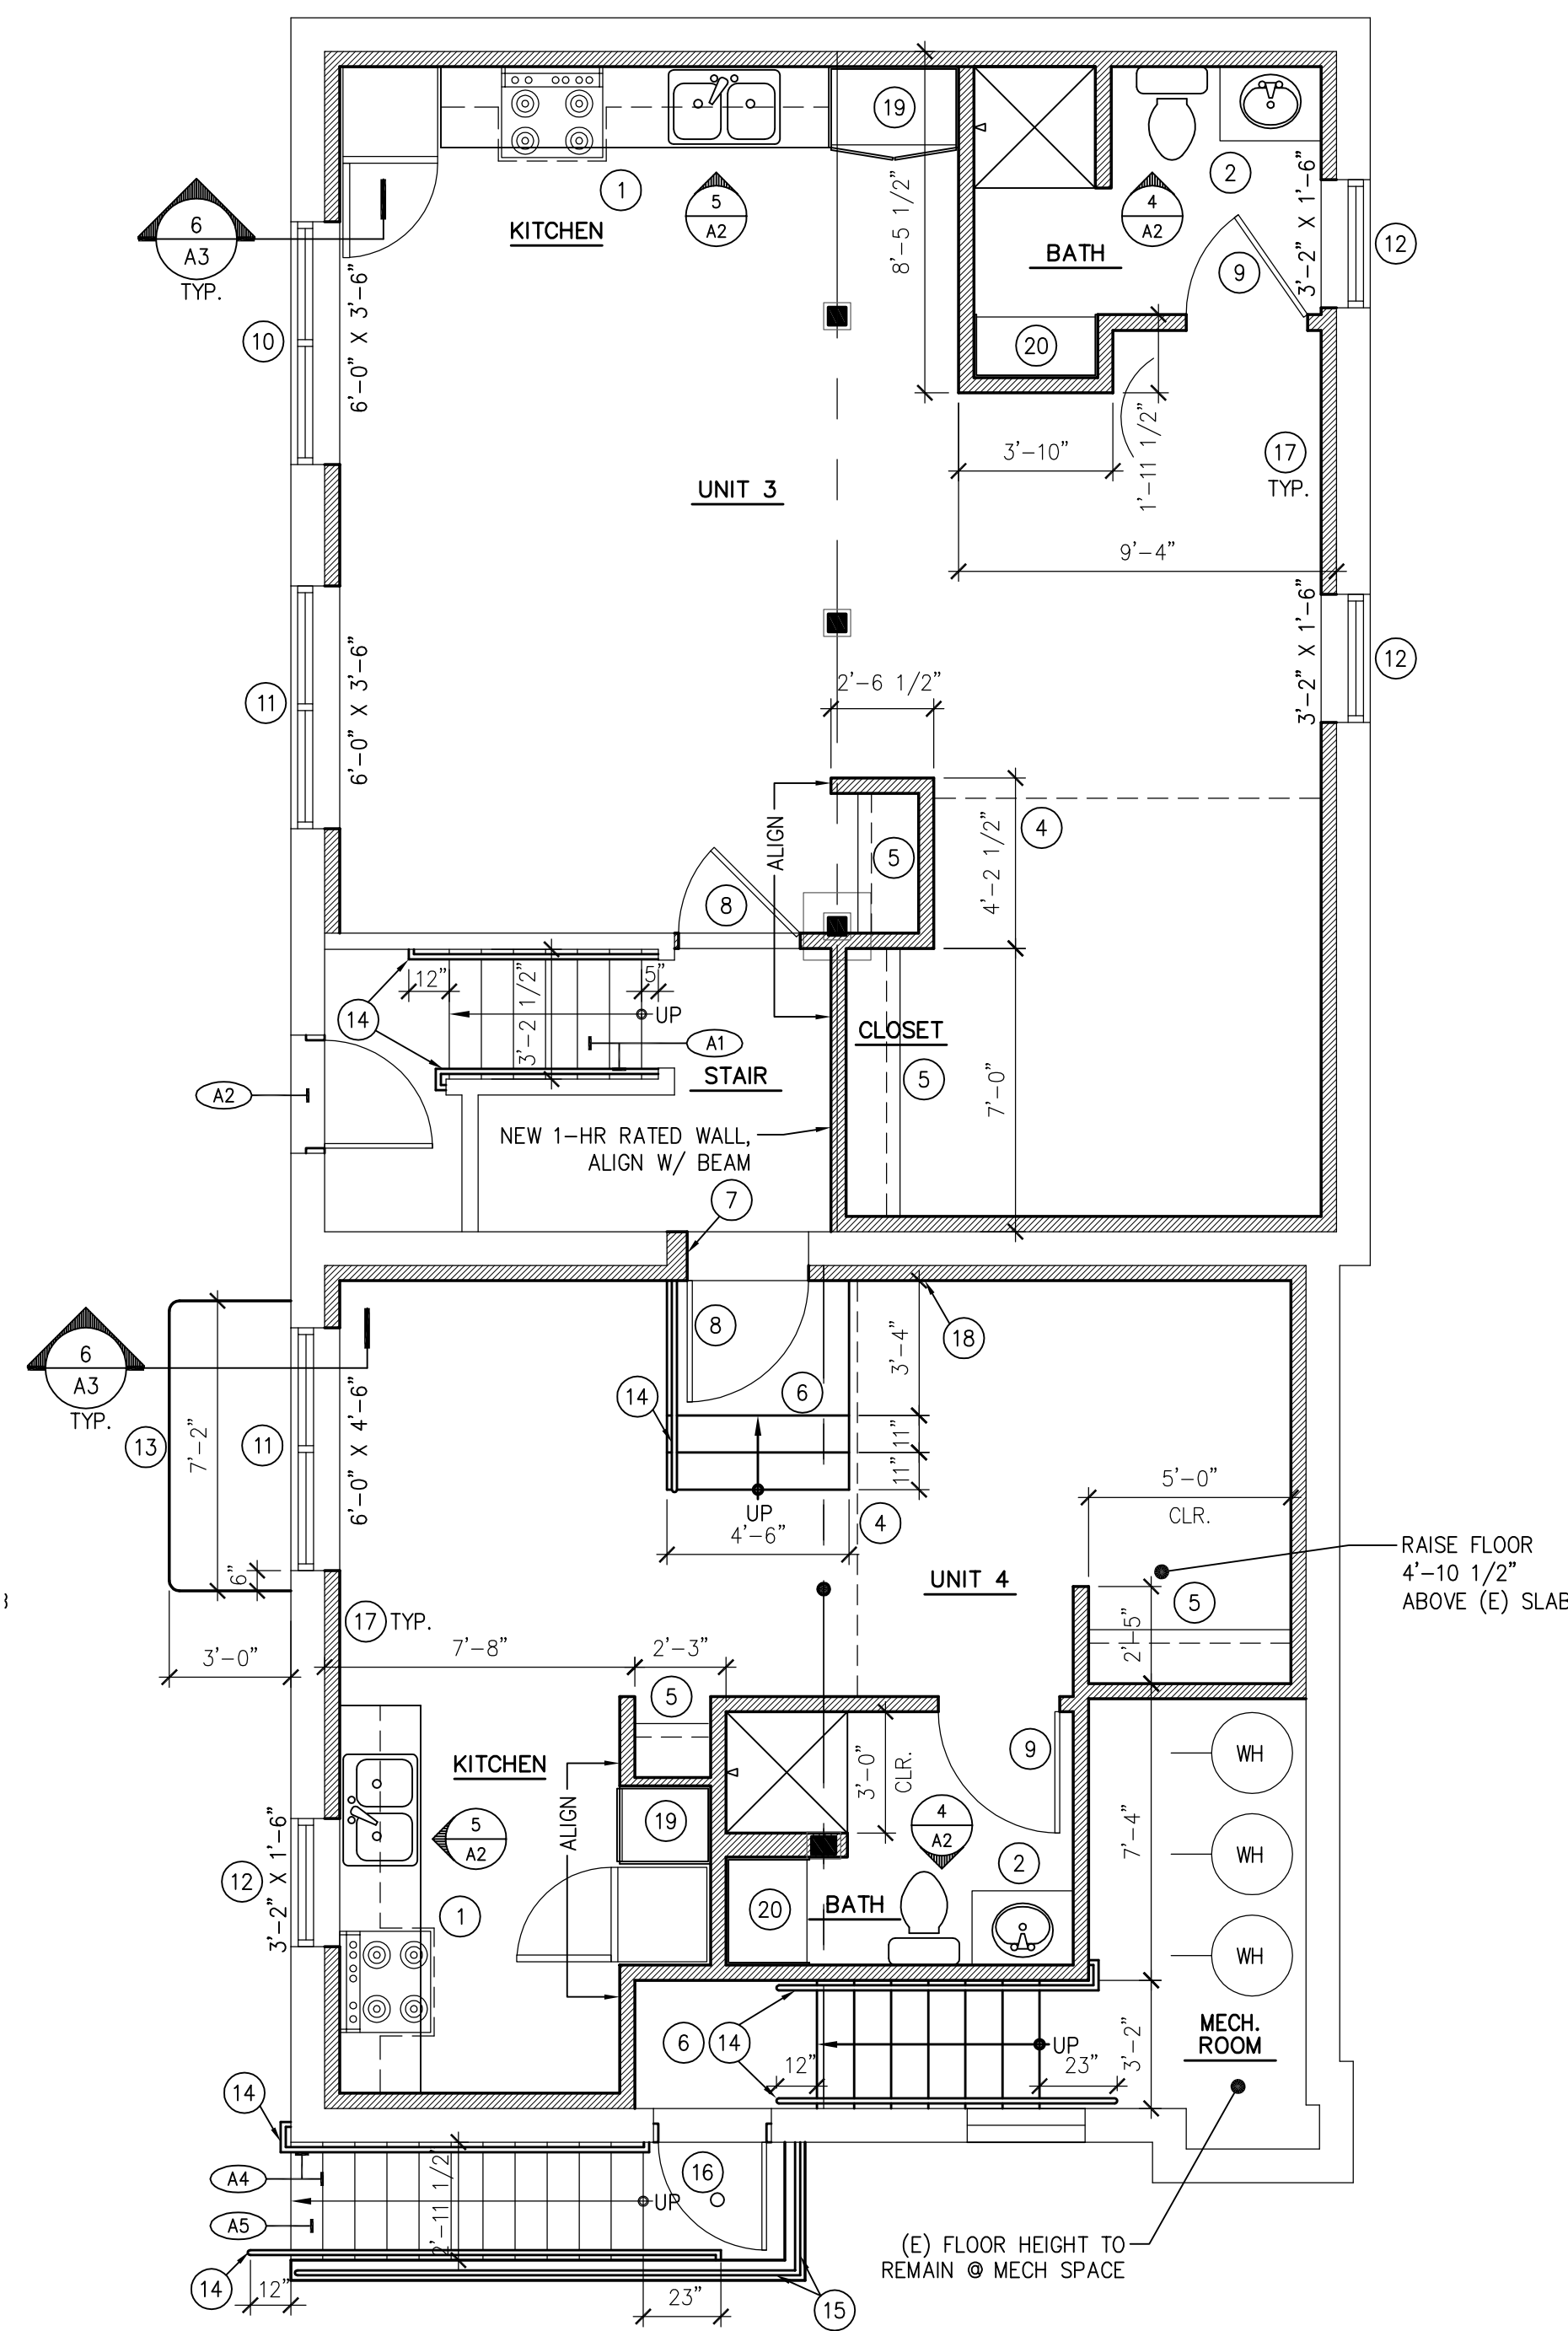 19
1
5
A2
KITCHEN
2
4
A2
BATH
9
3'-2" X 1'-6"
12
8'-5 1/2"
6
A3
TYP.
10
6'-0" X 3'-6"
20
3'-10"
1'-11 1/2"
17
TYP.
UNIT 3
9'-4"
11
6'-0" X 3'-6"
3'-2" X 1'-6"
12
2'-6 1/2"
ALIGN
4
5
4'-2 1/2"
8
12"
3'-2 1/2"
5"
UP
14
A1
STAIR
A2
CLOSET
5
7'-0"
NEW 1-HR RATED WALL,
ALIGN W/ BEAM
7
8
18
3'-4"
6
14
6
A3
TYP.
13
7'-2"
11
6'-0" X 4'-6"
11"
11"
UP
4'-6"
4
5'-0"
CLR.
RAISE FLOOR
4'-10 1/2"
ABOVE (E) SLAB
6"
UNIT 4
5
2'-5"
17
TYP.
3'-0"
7'-8"
2'-3"
5
KITCHEN
5
A2
ALIGN
19
3'-0"
CLR.
9
WH
7'-4"
4
A2
2
WH
12
3'-2" X 1'-6"
1
20
BATH
WH
MECH.
ROOM
6
14
UP
12"
23"
3'-2"
14
16
A4
2'-11 1/2"
UP
A5
14
12"
23"
15
(E) FLOOR HEIGHT TO
REMAIN @ MECH SPACE